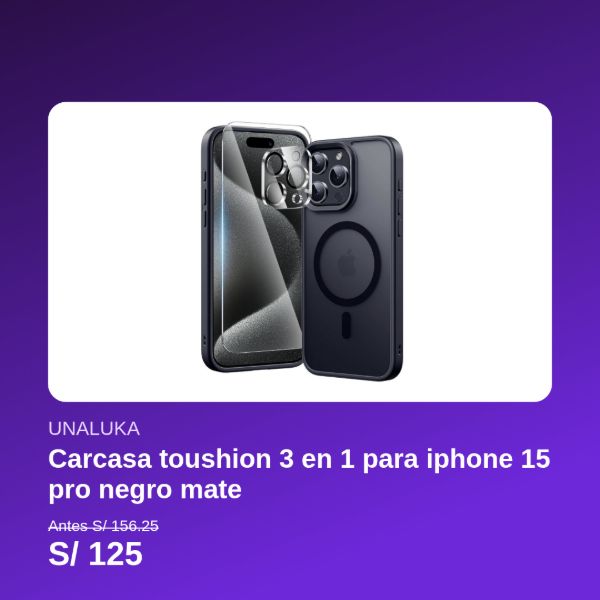 UNALUKA
Carcasa toushion 3 en 1 para iphone 15
pro negro mate
Antes S/ 156.25
S/ 125